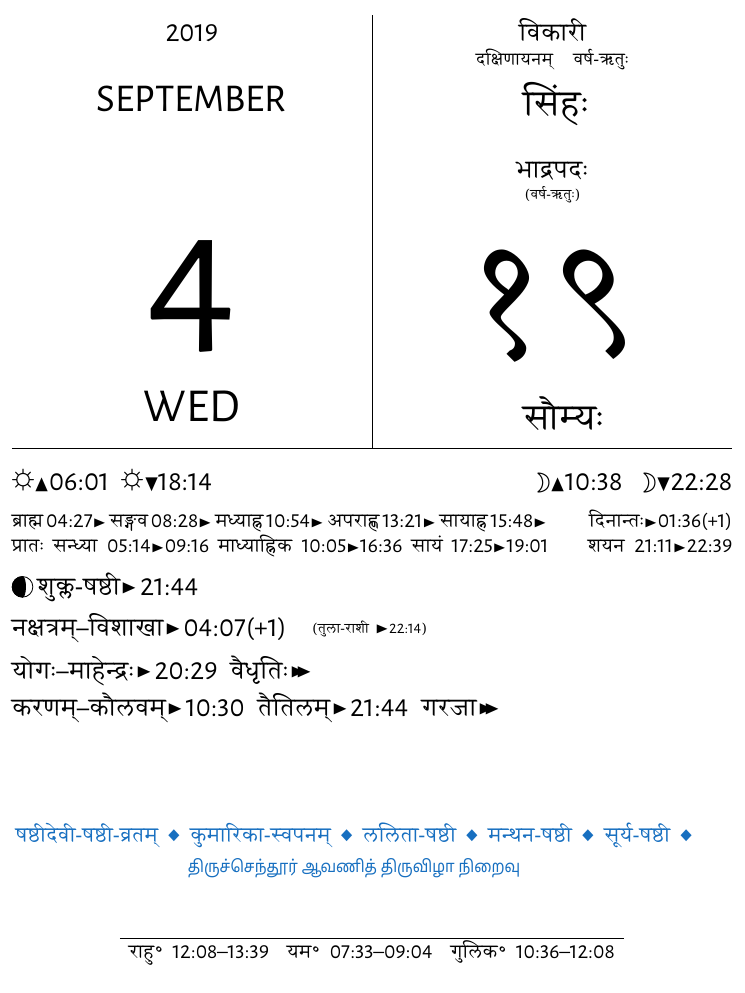 2019
SEPTEMBER
4
WED
विकारी
दक्षिणायनम् वर्ष-ऋतुः
सिंहः
भाद्रपदः
(वर्ष-ऋतुः)
१९
सौम्यः
☼▲06:01 ☼▼18:14 ☽▲10:38 ☽▼22:28
ब्राह्म 04:27► सङ्गव 08:28► मध्याह्न 10:54► अपराह्ण 13:21► सायाह्न 15:48► दिनान्तः►01:36(+1)
प्रातः सन्ध्या 05:14►09:16 माध्याह्निक 10:05►16:36 सायं 17:25►19:01 शयन 21:11►22:39
शुक्ल-षष्ठी► 21:44
नक्षत्रम्–विशाखा► 04:07(+1) (तुला-राशी ►22:14)
योगः–माहेन्द्रः► 20:29 वैधृतिः►►
करणम्–कौलवम्►10:30 तैतिलम्►21:44 गरजा►►
षष्ठीदेवी-षष्ठी-व्रतम् ◆ कुमारिका-स्वपनम् ◆ ललिता-षष्ठी ◆ मन्थन-षष्ठी ◆ सूर्य-षष्ठी ◆
திருச்செந்தூர் ஆவணித் திருவிழா நிறைவு
राहु° 12:08–13:39 यम° 07:33–09:04 गुलिक° 10:36–12:08